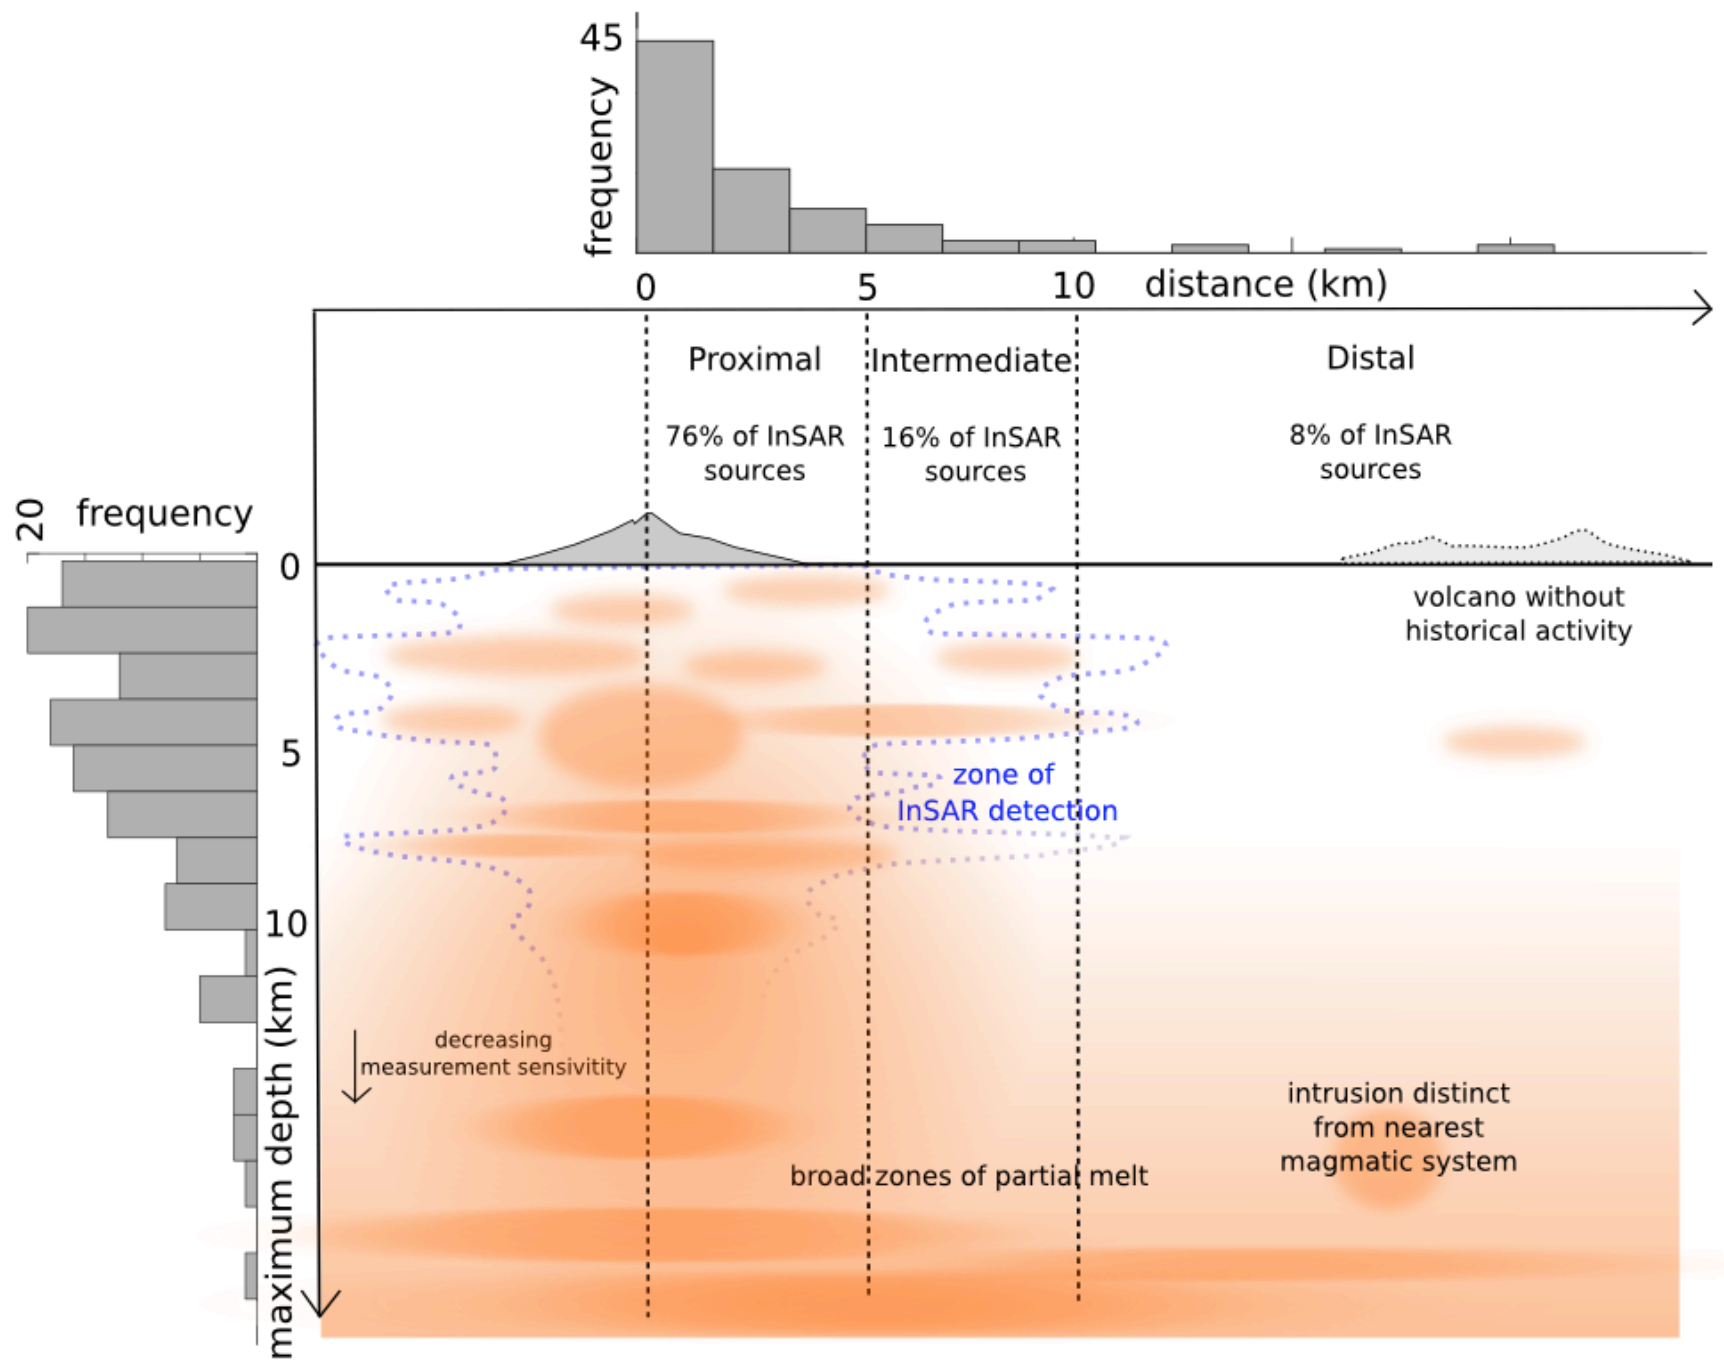 45
frequency
0
5
10
distance (km)
Proximal
Intermediate
Distal
76% of InSAR
sources
16% of InSAR
sources
8% of InSAR
sources
20
frequency
0
volcano without
historical activity
5
zone of
InSAR detection
10
maximum depth (km)
decreasing
measurement sensivitity
intrusion distinct
from nearest
magmatic system
broad zones of partial melt